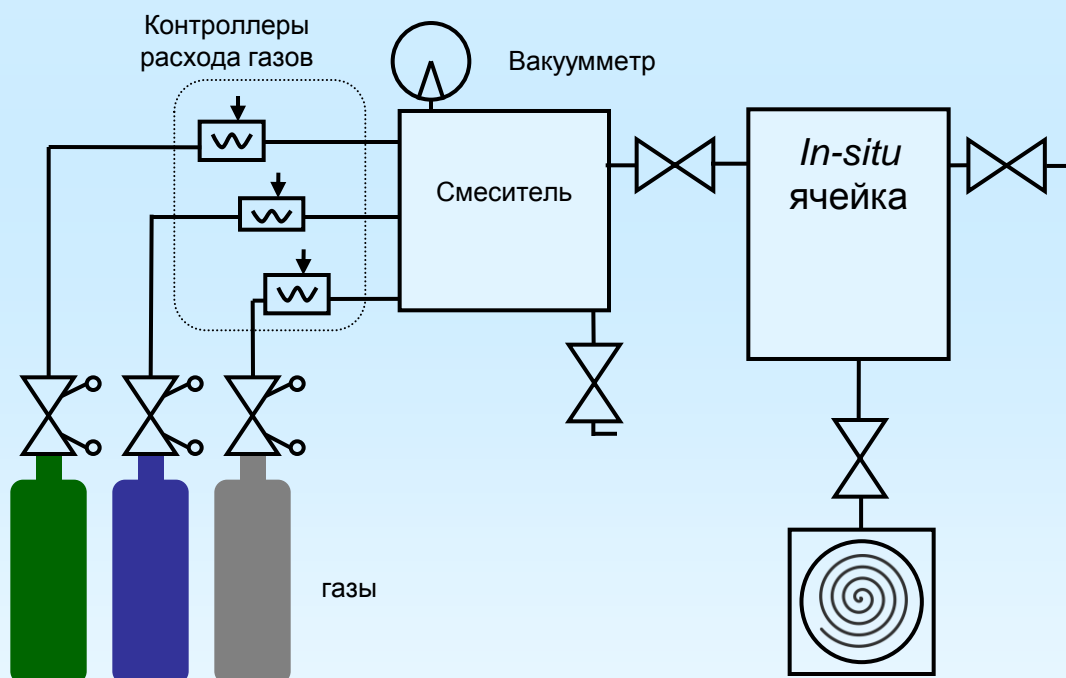 Контроллеры
расхода газов
Вакуумметр
Смеситель
In-situ
ячейка
газы